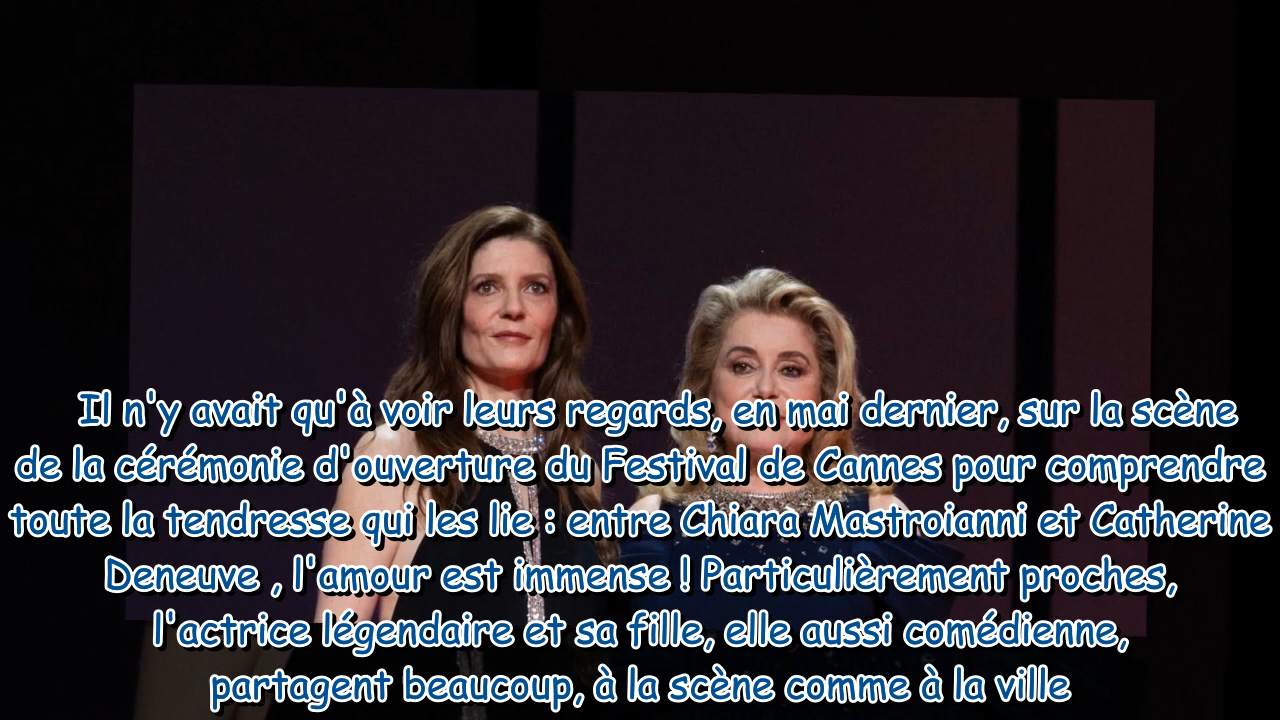 Il n'y avait qu'à voir leurs regards, en mai dernier, sur la scène
de la cérémonie d'ouverture du Festival de Cannes pour comprendre
toute la tendresse qui les lie : entre Chiara Mastroianni et Catherine
Deneuve , l'amour est immense ! Particulièrement proches,
l'actrice légendaire et sa fille, elle aussi comédienne,
partagent beaucoup, à la scène comme à la ville